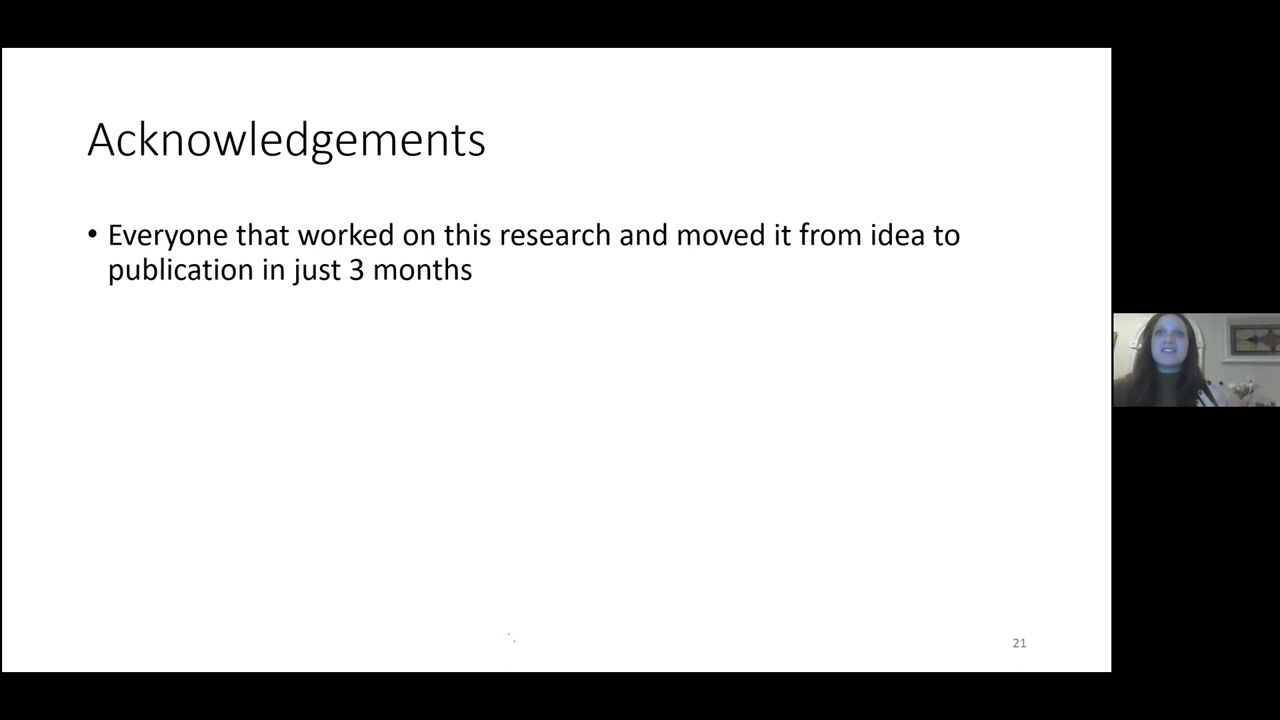 Acknowledgements
• Everyone that worked on this research and moved it from idea to
publication in just 3 months
21